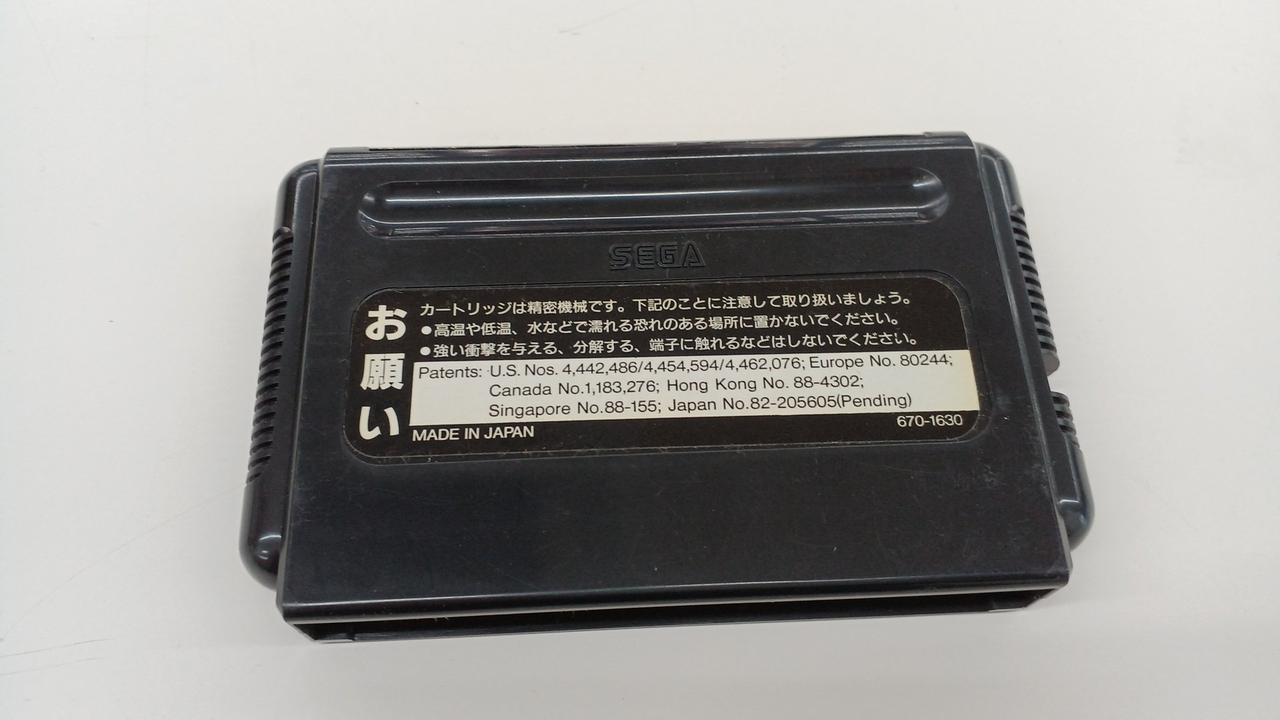 SEGA
お願い
カートリッジは精密機械です。下記のことに注意して取り扱いましょう。
●高温や低温、水などで濡れる恐れのある場所に置かないでください。
●強い衝撃を与える、分解する、端子に触れるなどはしないでください。
Patents: U.S. Nos. 4,442,486/4,454,594/4,462,076; Europe No. 80244;
Canada No.1,183,276; Hong Kong No. 88-4302;
Singapore No.88-155; Japan No.82-205605(Pending)
MADE IN JAPAN
670-1630